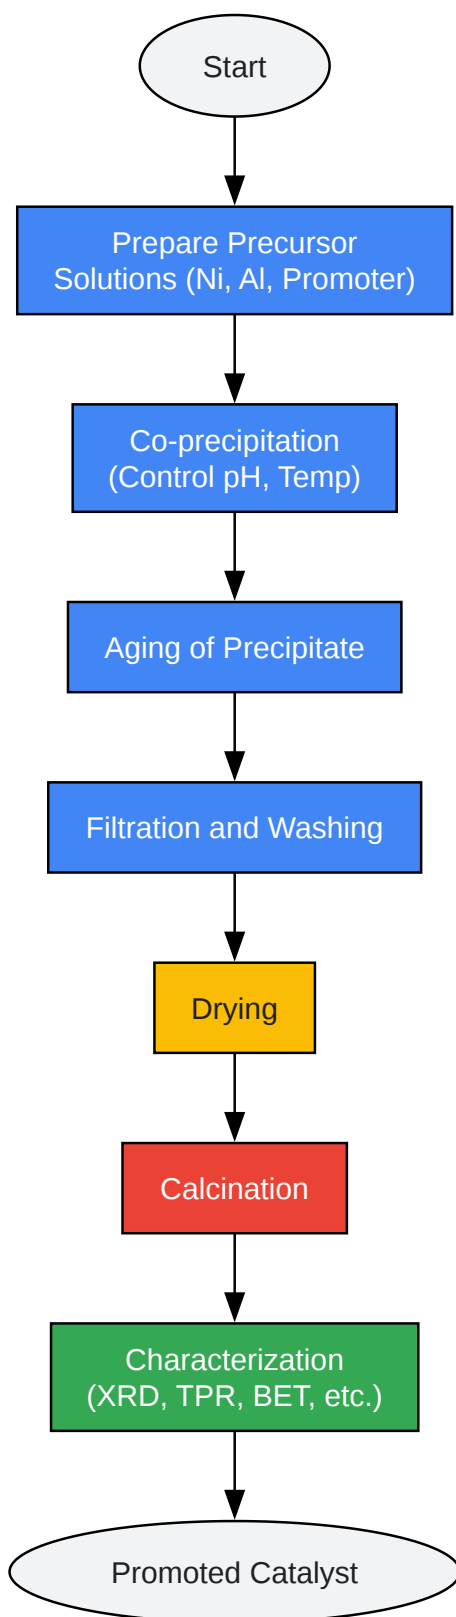 Start
Prepare Precursor
Solutions (Ni, Al, Promoter)
Co-precipitation
(Control pH, Temp)
Aging of Precipitate
Filtration and Washing
Drying
Calcination
Characterization
(XRD, TPR, BET, etc.)
Promoted Catalyst